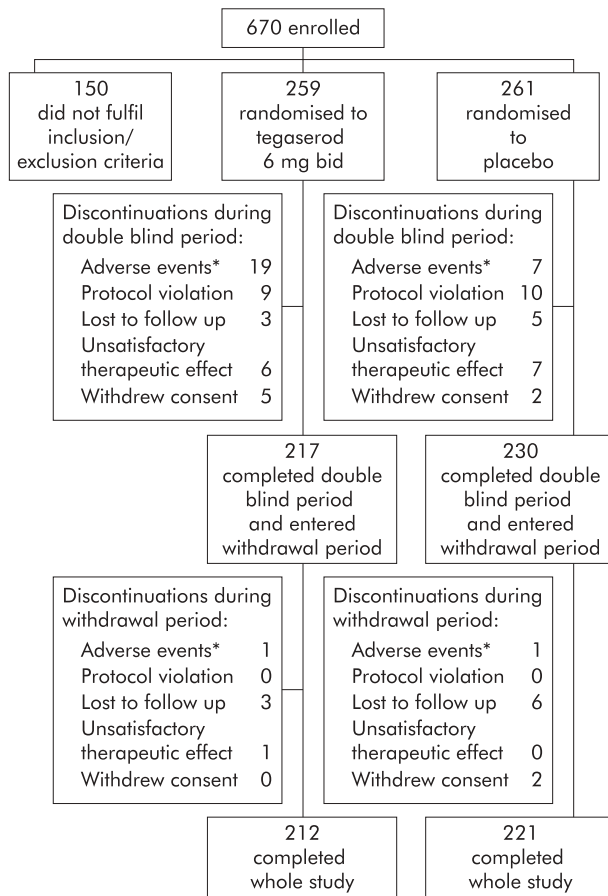 670 enrolled
150
did not fulfil
inclusion/
exclusion criteria
259
randomised to
tegaserod
6 mg bid
261
randomised
to
placebo
Discontinuations during
double blind period:
Adverse events* 19
Protocol violation 9
Lost to follow up 3
Unsatisfactory
therapeutic effect 6
Withdrew consent 5
Discontinuations during
double blind period:
Adverse events* 7
Protocol violation 10
Lost to follow up 5
Unsatisfactory
therapeutic effect 7
Withdrew consent 2
217
completed double
blind period
and entered
withdrawal period
230
completed double
blind period
and entered
withdrawal period
Discontinuations during
withdrawal period:
Adverse events* 1
Protocol violation 0
Lost to follow up 3
Unsatisfactory
therapeutic effect 1
Withdrew consent 0
Discontinuations during
withdrawal period:
Adverse events* 1
Protocol violation 0
Lost to follow up 6
Unsatisfactory
therapeutic effect 0
Withdrew consent 2
212
completed
whole study
221
completed
whole study